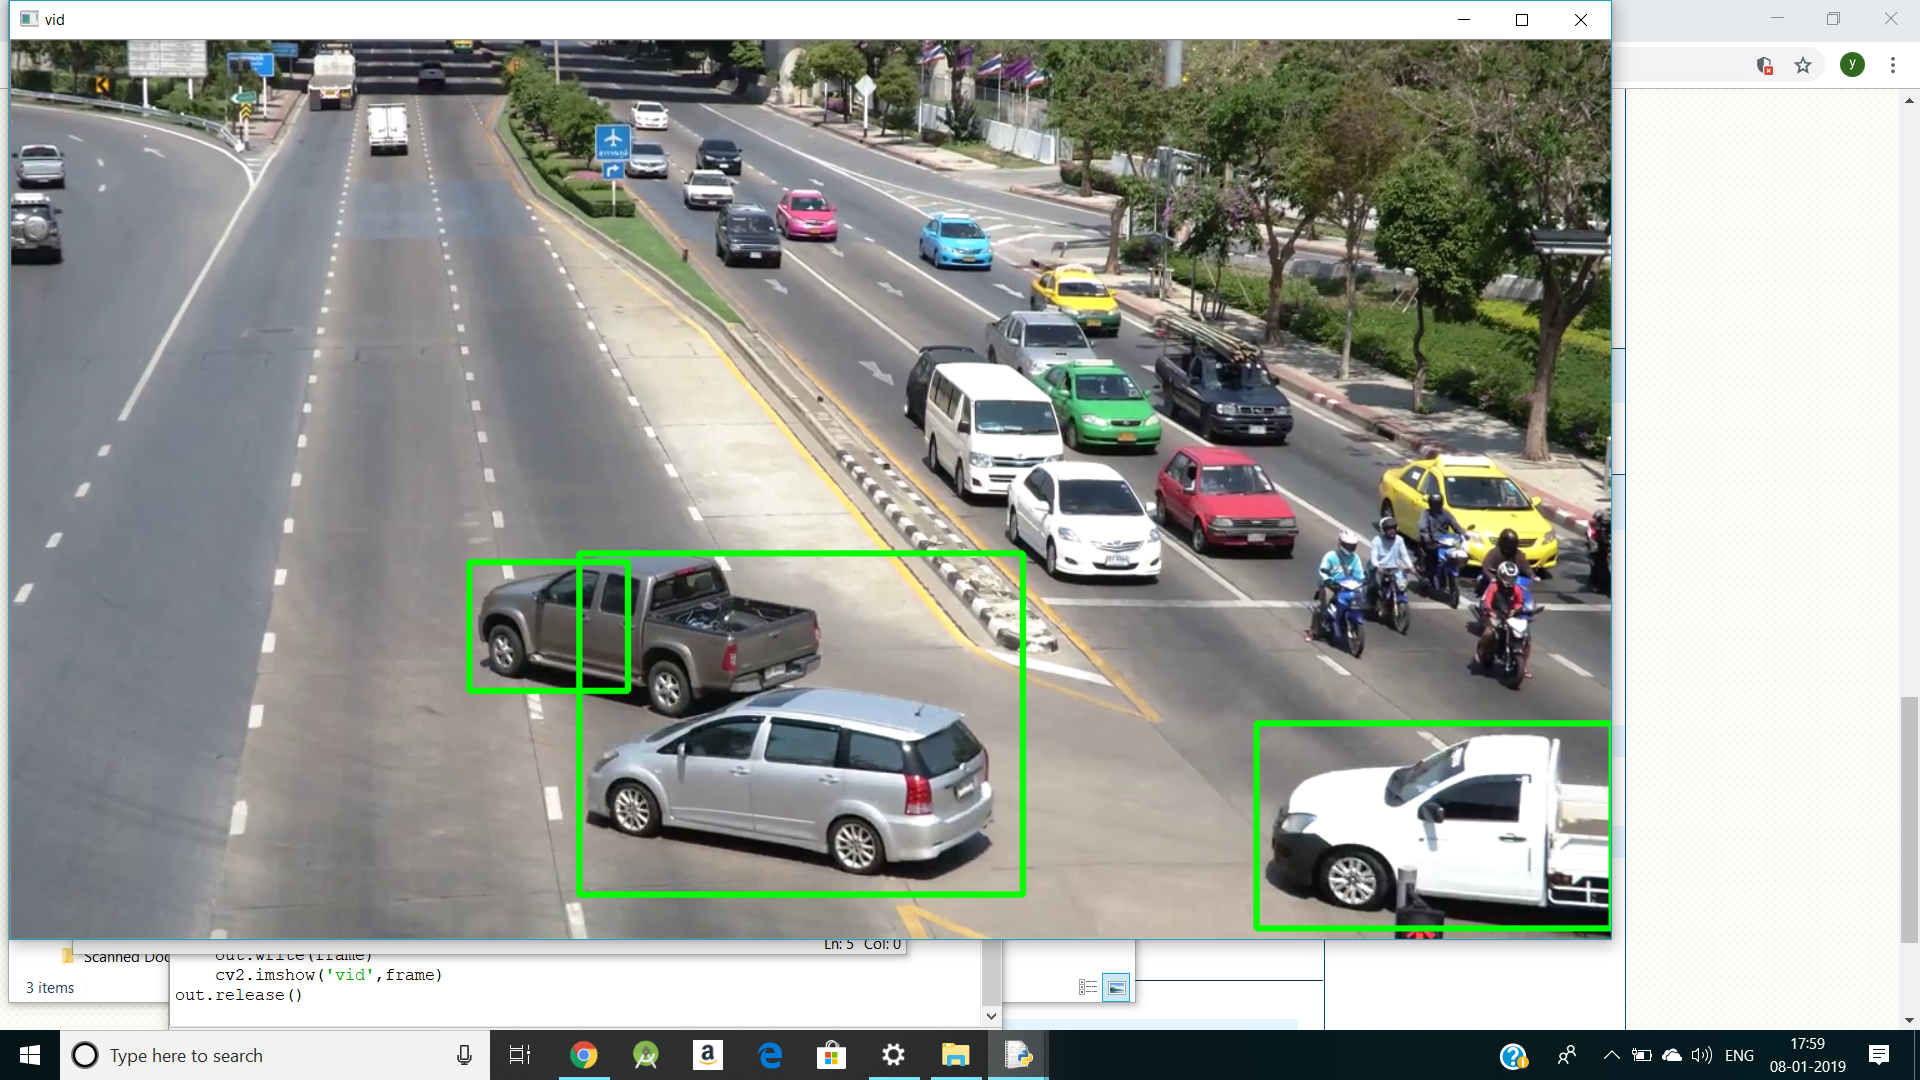 vid
y
Ln: 5 Col: 0
Scanned Doc
out.write(frame)
cv2.imshow('vid',frame)
3 items
out.release()
Type here to search
ENG
17:59
08-01-2019